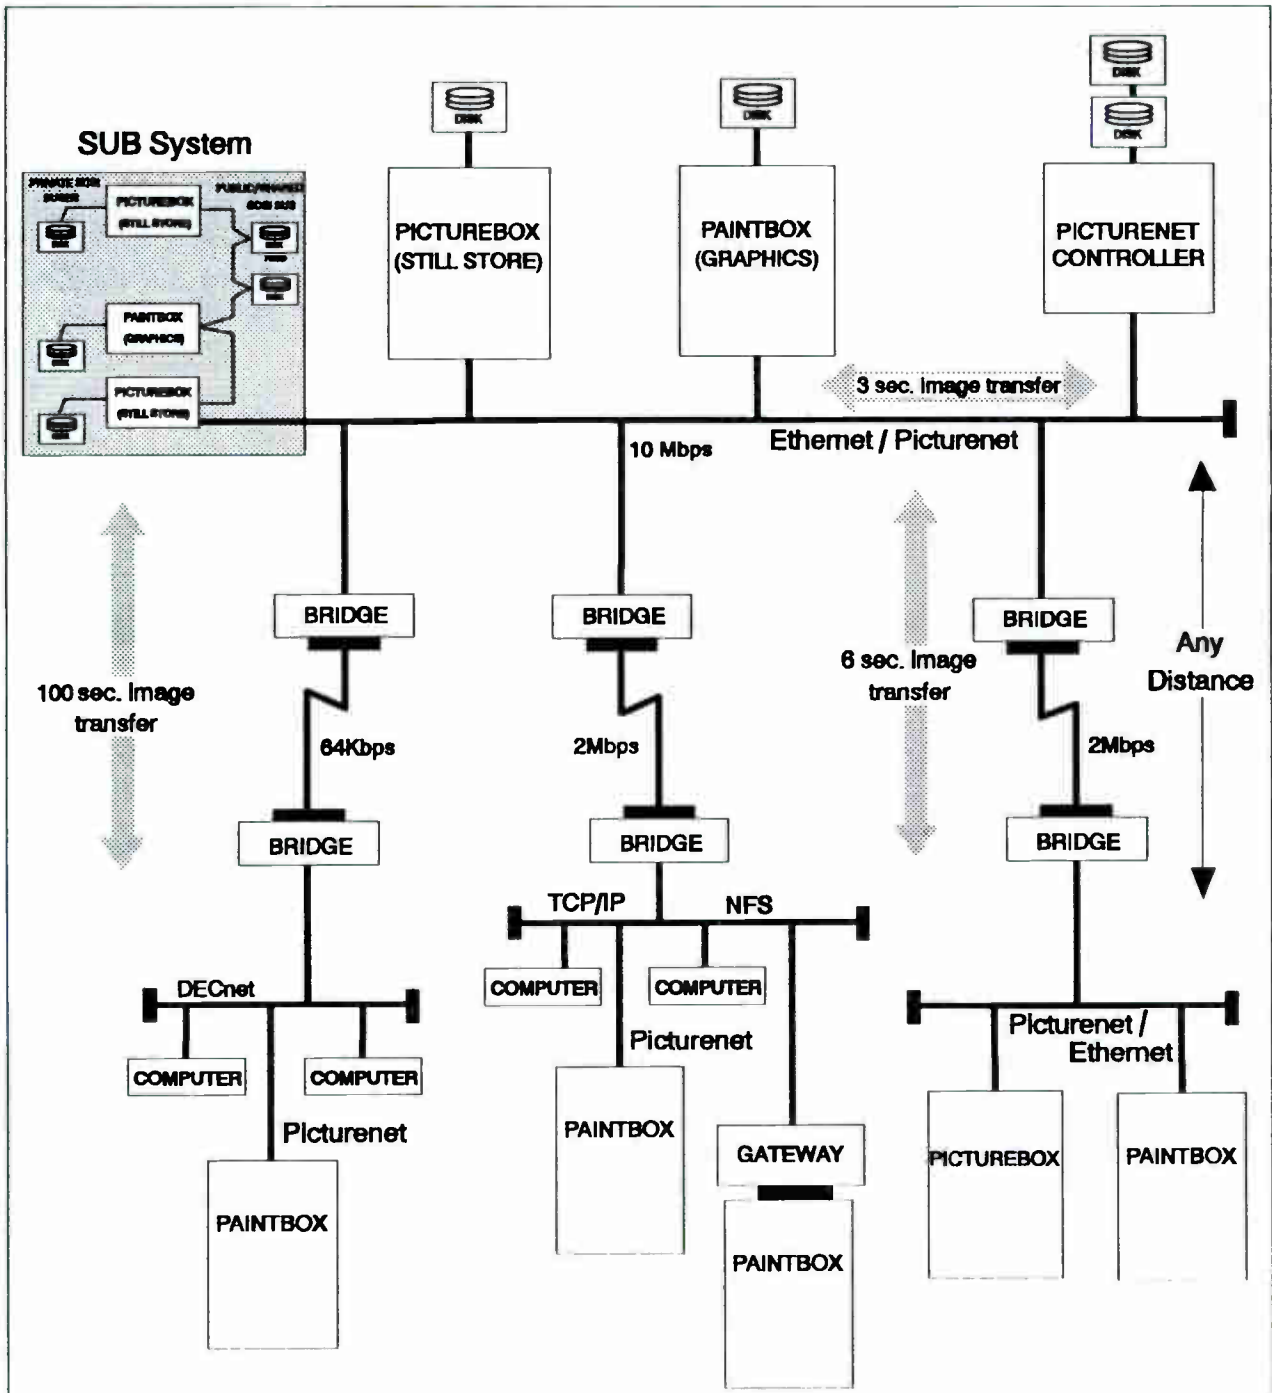 DISK
DISK
DISK
DISK
SUB System
PICTUREBOX
(STILL STORE)
PAINTBOX
(GRAPHICS)
PICTUREBOX
(STILL STORE)
PICTUREBOX
(STILL STORE)
PAINTBOX
(GRAPHICS)
PICTURENET
CONTROLLER
3 sec. Image transfer
10 Mbps
Ethernet / Picturenet
BRIDGE
BRIDGE
BRIDGE
100 sec. Image
transfer
6 sec. Image
transfer
Any
Distance
64Kbps
2Mbps
2Mbps
BRIDGE
BRIDGE
BRIDGE
TCP/IP
NFS
COMPUTER
COMPUTER
DECnet
Picturenet
Picturenet /
Ethernet
COMPUTER
COMPUTER
Picturenet
PAINTBOX
GATEWAY
PICTUREBOX
PAINTBOX
PAINTBOX
PAINTBOX